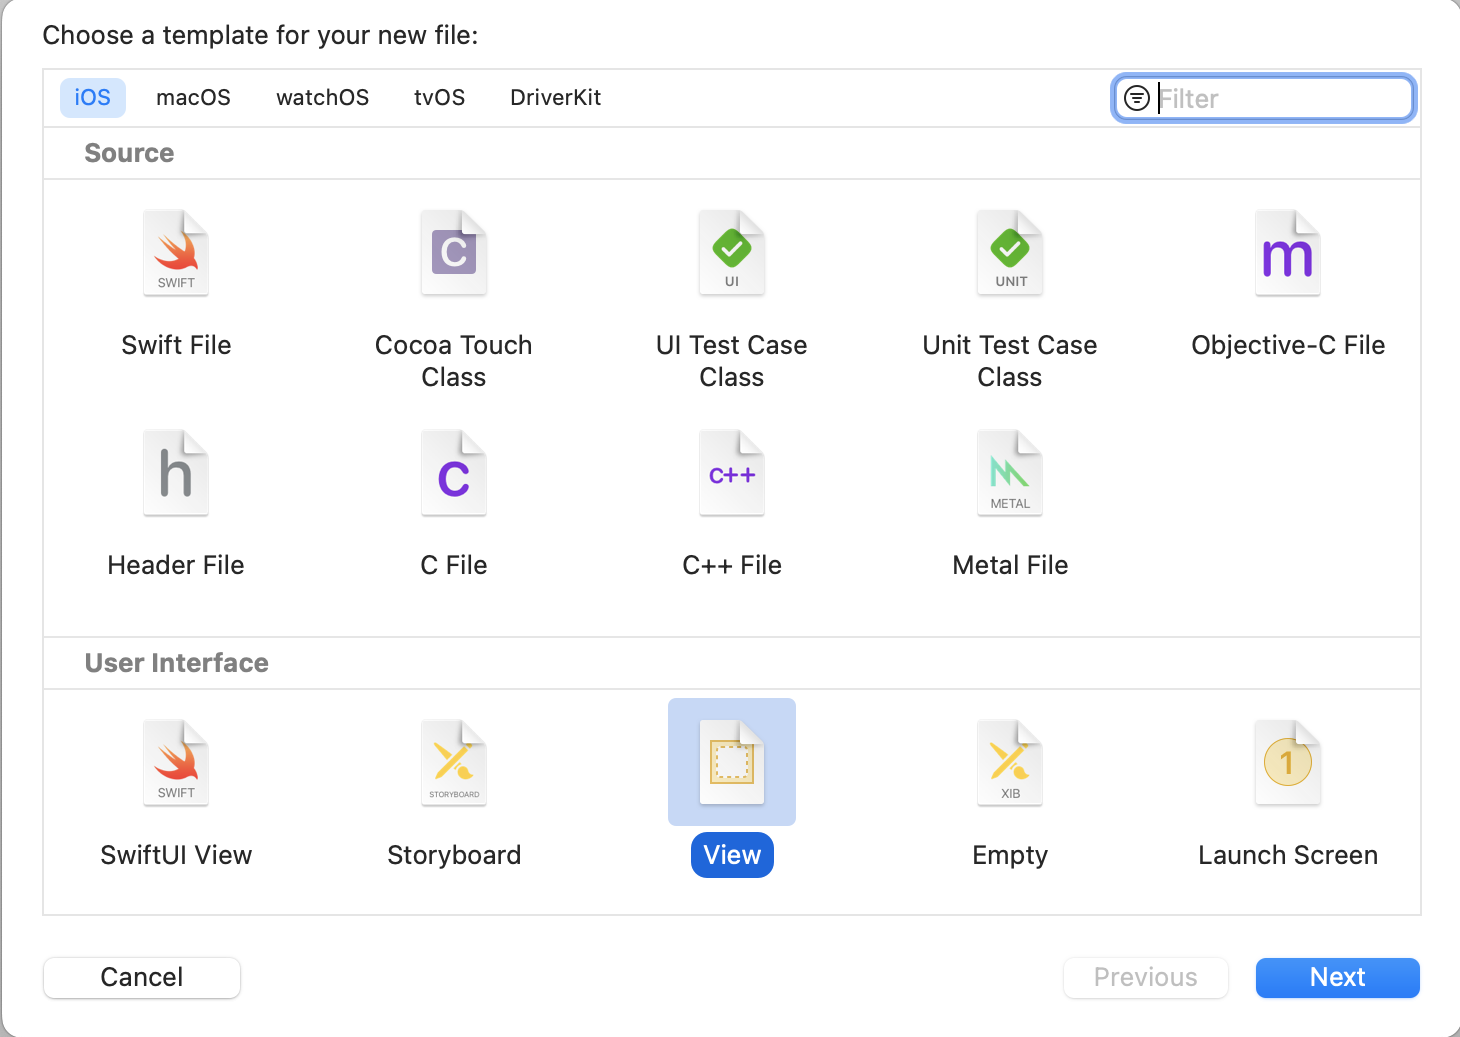 Choose a template for your new file:
iOS macOS watchOS tvOS DriverKit Filter
Source
SWIFT C UI UNIT m
Swift File Cocoa Touch Class UI Test Case Class Unit Test Case Class Objective-C File
h C C++ METAL
Header File C File C++ File Metal File
User Interface
SWIFT STORYBOARD XIB 1
SwiftUI View Storyboard View Empty Launch Screen
Cancel Previous Next